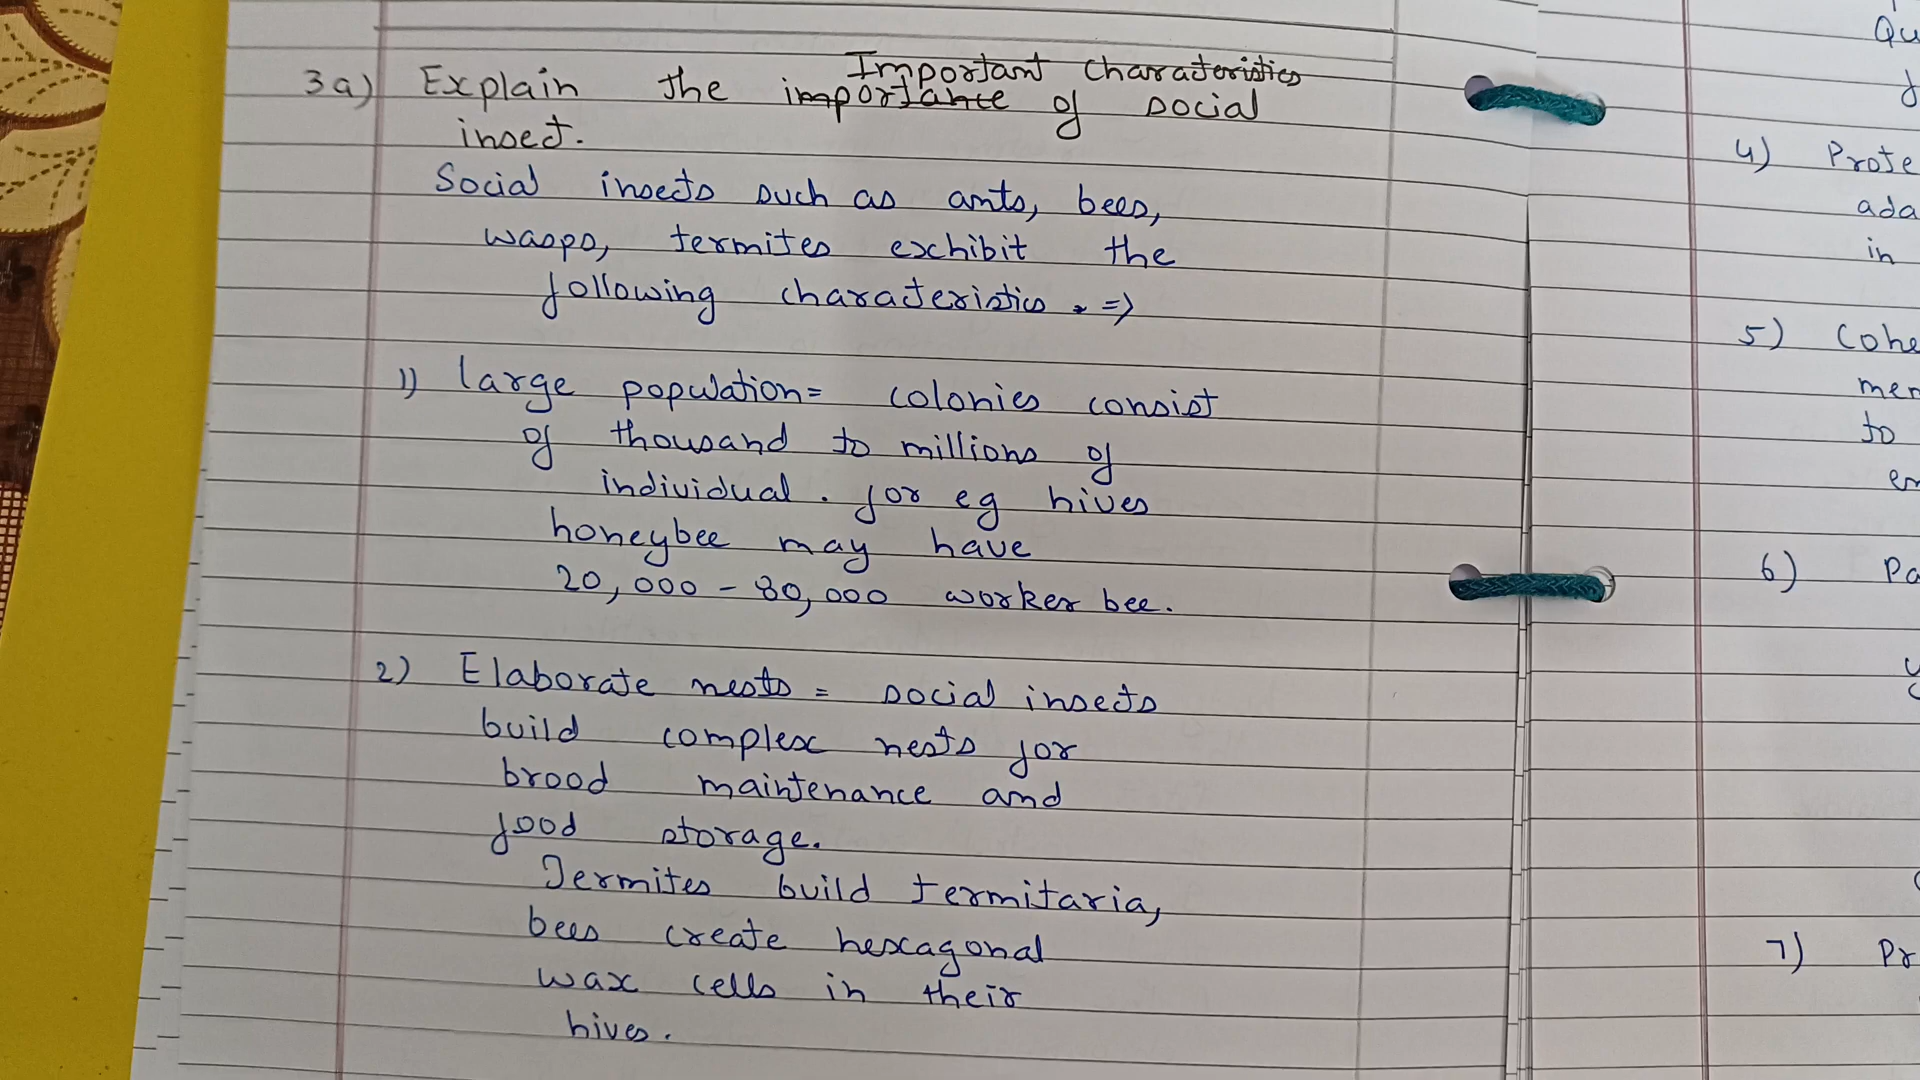 3a) Explain the importance Important Characteristics of social
insect.
Social insects such as ants, bees,
wasps, termites exhibit the
following characteristics. =>
1) large population = colonies consist
of thousand to millions of
individual. for eg hives
honeybee may have
20,000 - 80,000 worker bee.
2) Elaborate nests = social insects
build complex nests for
brood maintenance and
food storage.
Termites build termitaria,
bees create hexagonal
wax cells in their
hives.
Qu
4) Prote
ada
in
5) Cohe
mem
to
en
6) Pa
7) Pr